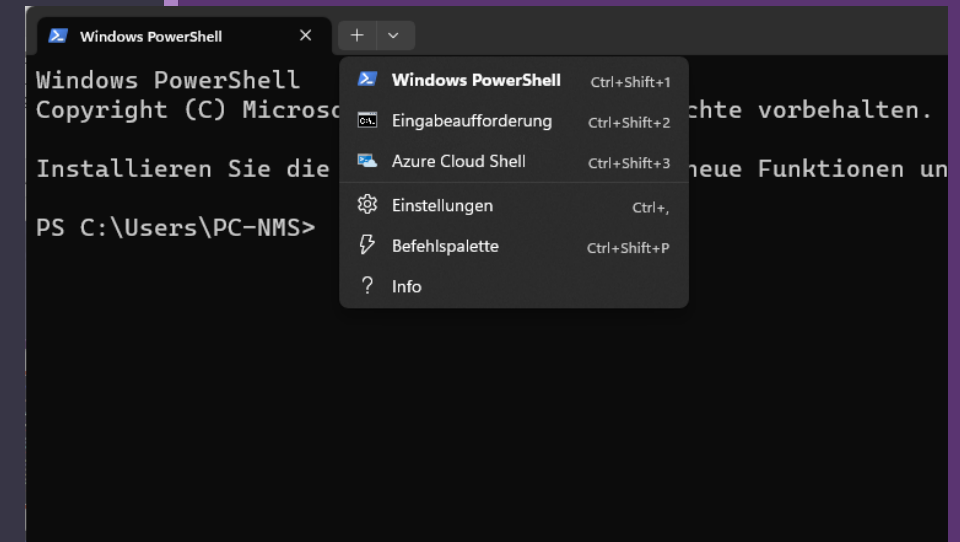 Windows PowerShell
Windows PowerShell
Copyright (C) Microso chte vorbehalten.
Installieren Sie die neue Funktionen un
PS C:\Users\PC-NMS>
Windows PowerShell Ctrl+Shift+1
Eingabeaufforderung Ctrl+Shift+2
Azure Cloud Shell Ctrl+Shift+3
Einstellungen Ctrl+,
Befehlspalette Ctrl+Shift+P
? Info